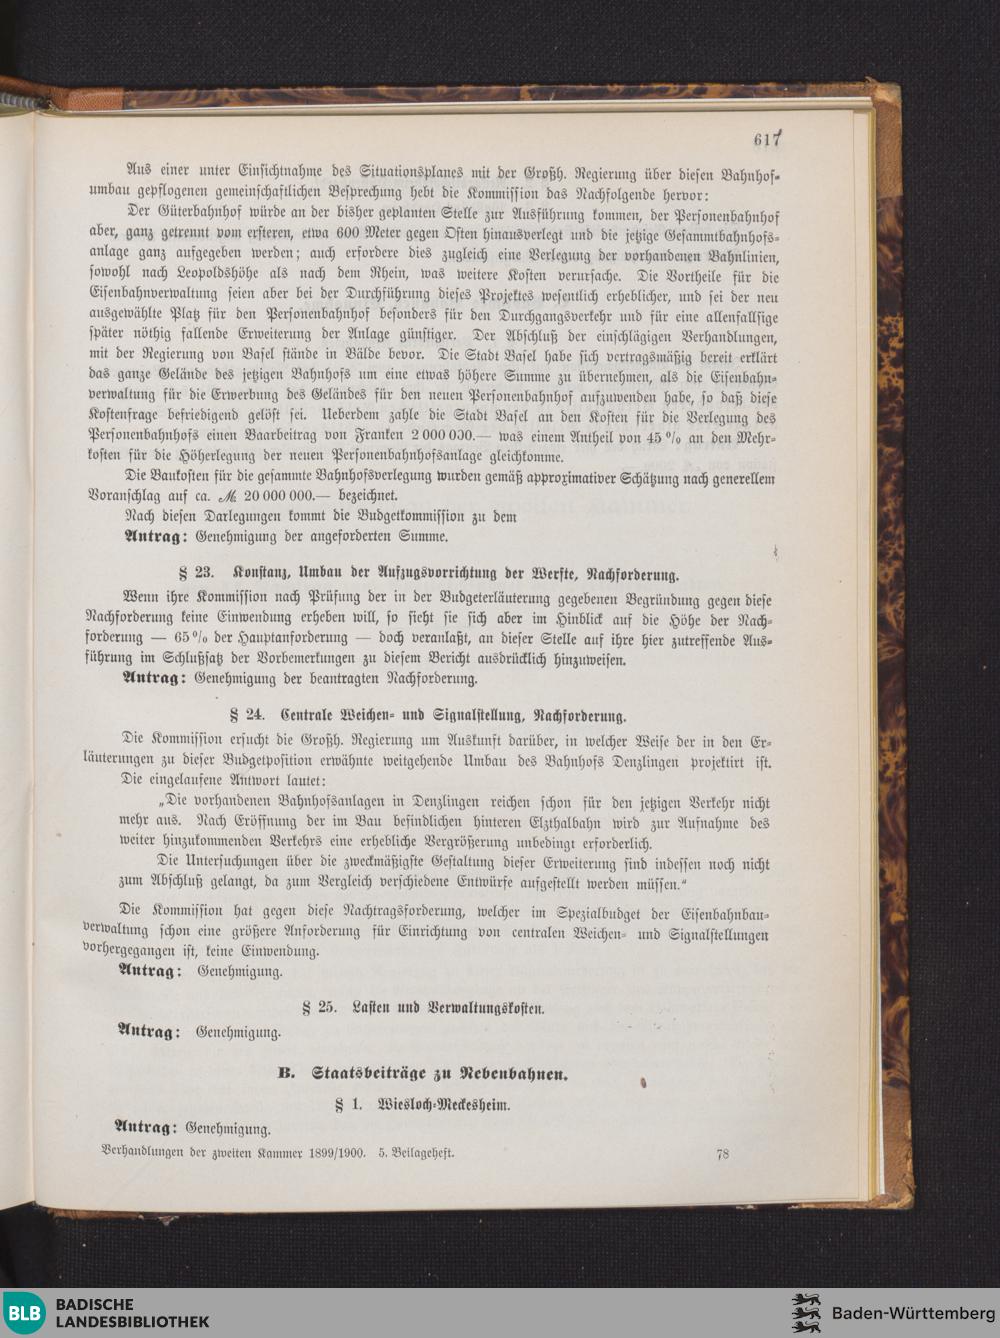 617
Aus einer unter Einsichtnahme des Situationsplanes mit der Großh. Regierung über diesen Bahnhof-
umbau gepflogenen gemeinschaftlichen Besprechung hebt die Kommission das Nachfolgende hervor:
Der Güterbahnhof würde an der bisher geplanten Stelle zur Ausführung kommen, der Personenbahnhof
aber, ganz getrennt vom ersteren, etwa 600 Meter gegen Osten hinausverlegt und die jetzige Gesammtbahnhofs-
anlage ganz aufgegeben werden; auch erfordere dies zugleich eine Verlegung der vorhandenen Bahnlinien,
sowohl nach Leopoldshöhe als nach dem Rhein, was weitere Kosten verursache. Die Vortheile für die
Eisenbahnverwaltung seien aber bei der Durchführung dieses Projektes wesentlich erheblicher, und sei der neu
ausgewählte Platz für den Personenbahnhof besonders für den Durchgangsverkehr und für eine allenfallsige
später nöthig fallende Erweiterung der Anlage günstiger. Der Abschluß der einschlägigen Verhandlungen,
mit der Regierung von Basel stände in Bälde bevor. Die Stadt Basel habe sich vertragsmäßig bereit erklärt
das ganze Gelände des jetzigen Bahnhofs um eine etwas höhere Summe zu übernehmen, als die Eisenbahn-
verwaltung für die Erwerbung des Geländes für den neuen Personenbahnhof aufzuwenden habe, so daß diese
Kostenfrage befriedigend gelöst sei. Ueberdem zahle die Stadt Basel an den Kosten für die Verlegung des
Personenbahnhofs einen Baarbeitrag von Franken 2 000 000.— was einem Antheil von 45 % an den Mehr-
kosten für die Höherlegung der neuen Personenbahnhofsanlage gleichkomme.
Die Baukosten für die gesammte Bahnhofsverlegung wurden gemäß approximativer Schätzung nach generellem
Voranschlag auf ca. ℳ 20 000 000.— bezeichnet.
Nach diesen Darlegungen kommt die Budgetkommission zu dem
Antrag: Genehmigung der angeforderten Summe.
§ 23. Konstanz, Umbau der Aufzugsvorrichtung der Werfte, Nachforderung.
Wenn ihre Kommission nach Prüfung der in der Budgeterläuterung gegebenen Begründung gegen diese
Nachforderung keine Einwendung erheben will, so sieht sie sich aber im Hinblick auf die Höhe der Nach-
forderung — 65 % der Hauptanforderung — doch veranlaßt, an dieser Stelle auf ihre hier zutreffende Aus-
führung im Schlußsatz der Vorbemerkungen zu diesem Bericht ausdrücklich hinzuweisen.
Antrag: Genehmigung der beantragten Nachforderung.
§ 24. Centrale Weichen- und Signalstellung, Nachforderung.
Die Kommission ersucht die Großh. Regierung um Auskunft darüber, in welcher Weise der in den Er-
läuterungen zu dieser Budgetposition erwähnte weitgehende Umbau des Bahnhofs Denzlingen projektirt ist.
Die eingelaufene Antwort lautet:
„Die vorhandenen Bahnhofsanlagen in Denzlingen reichen schon für den jetzigen Verkehr nicht
mehr aus. Nach Eröffnung der im Bau befindlichen hinteren Elzthalbahn wird zur Aufnahme des
weiter hinzukommenden Verkehrs eine erhebliche Vergrößerung unbedingt erforderlich.
Die Untersuchungen über die zweckmäßigste Gestaltung dieser Erweiterung sind indessen noch nicht
zum Abschluß gelangt, da zum Vergleich verschiedene Entwürfe aufgestellt werden müssen.“
Die Kommission hat gegen diese Nachtragsforderung, welcher im Spezialbudget der Eisenbahnbau-
verwaltung schon eine größere Anforderung für Einrichtung von centralen Weichen- und Signalstellungen
vorhergegangen ist, keine Einwendung.
Antrag: Genehmigung.
§ 25. Lasten und Verwaltungskosten.
Antrag: Genehmigung.
B. Staatsbeiträge zu Nebenbahnen.
§ 1. Wiesloch-Meckesheim.
Antrag: Genehmigung.
Verhandlungen der zweiten Kammer 1899/1900. 5. Beilageheft. 78
BLB BADISCHE LANDESBIBLIOTHEK
Baden-Württemberg